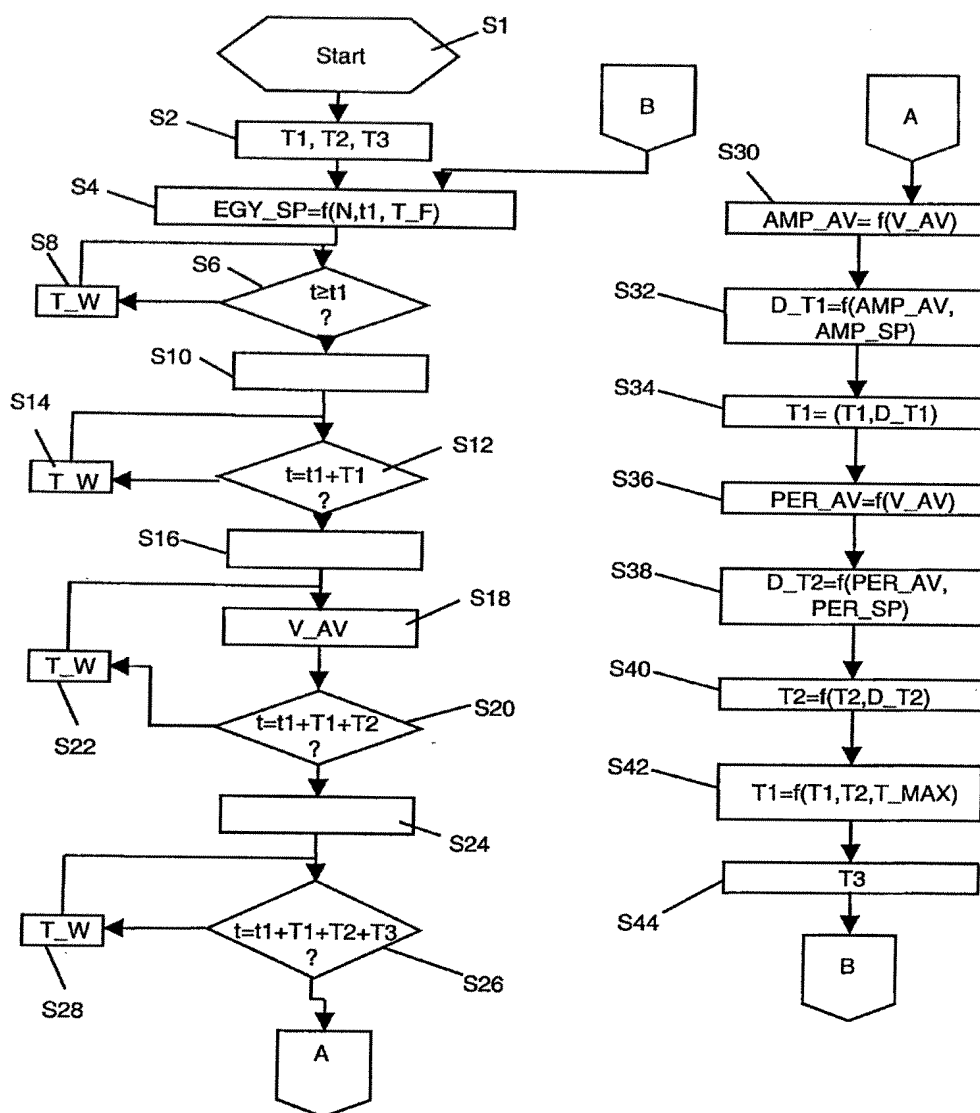 S1
Start
S2
T1, T2, T3
B
S4
EGY_SP=f(N,t1, T_F)
S8
T_W
S6
t≥t1
?
S10
S14
T_W
S12
t=t1+T1
?
S16
S18
V_AV
T_W
S22
S20
t=t1+T1+T2
?
S24
T_W
S28
t=t1+T1+T2+T3
?
S26
A
A
S30
AMP_AV= f(V_AV)
S32
D_T1=f(AMP_AV,
AMP_SP)
S34
T1= (T1,D_T1)
S36
PER_AV=f(V_AV)
S38
D_T2=f(PER_AV,
PER_SP)
S40
T2=f(T2,D_T2)
S42
T1=f(T1,T2,T_MAX)
S44
T3
B